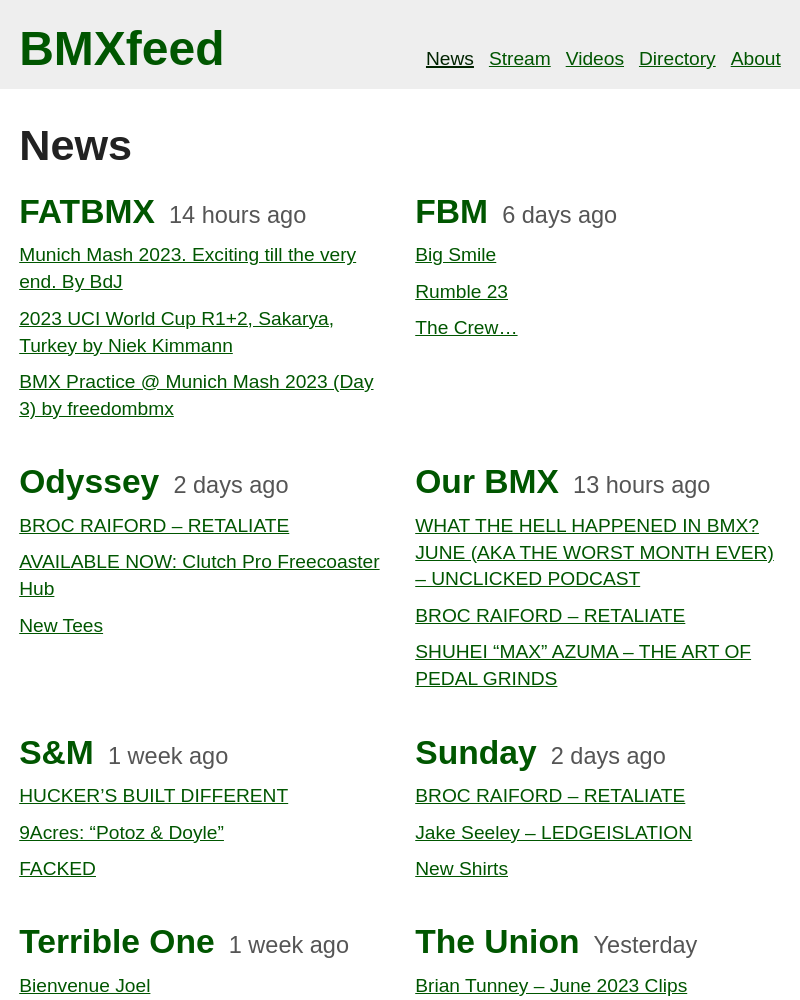 BMXfeed
News Stream Videos Directory About
News
FATBMX 14 hours ago
Munich Mash 2023. Exciting till the very
end. By BdJ
2023 UCI World Cup R1+2, Sakarya,
Turkey by Niek Kimmann
BMX Practice @ Munich Mash 2023 (Day
3) by freedombmx
FBM 6 days ago
Big Smile
Rumble 23
The Crew…
Odyssey 2 days ago
BROC RAIFORD – RETALIATE
AVAILABLE NOW: Clutch Pro Freecoaster
Hub
New Tees
Our BMX 13 hours ago
WHAT THE HELL HAPPENED IN BMX?
JUNE (AKA THE WORST MONTH EVER)
– UNCLICKED PODCAST
BROC RAIFORD – RETALIATE
SHUHEI “MAX” AZUMA – THE ART OF
PEDAL GRINDS
S&M 1 week ago
HUCKER’S BUILT DIFFERENT
9Acres: “Potoz & Doyle”
FACKED
Sunday 2 days ago
BROC RAIFORD – RETALIATE
Jake Seeley – LEDGEISLATION
New Shirts
Terrible One 1 week ago
Bienvenue Joel
The Union Yesterday
Brian Tunney – June 2023 Clips